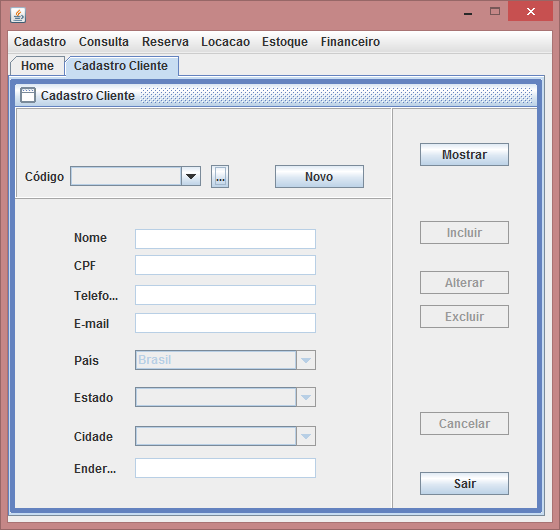 Cadastro Consulta Reserva Locacao Estoque Financeiro
Home Cadastro Cliente
Cadastro Cliente
Mostrar
Código ... Novo
Nome Incluir
CPF
Telefo... Alterar
E-mail Excluir
País Brasil
Estado
Cidade Cancelar
Ender...
Sair